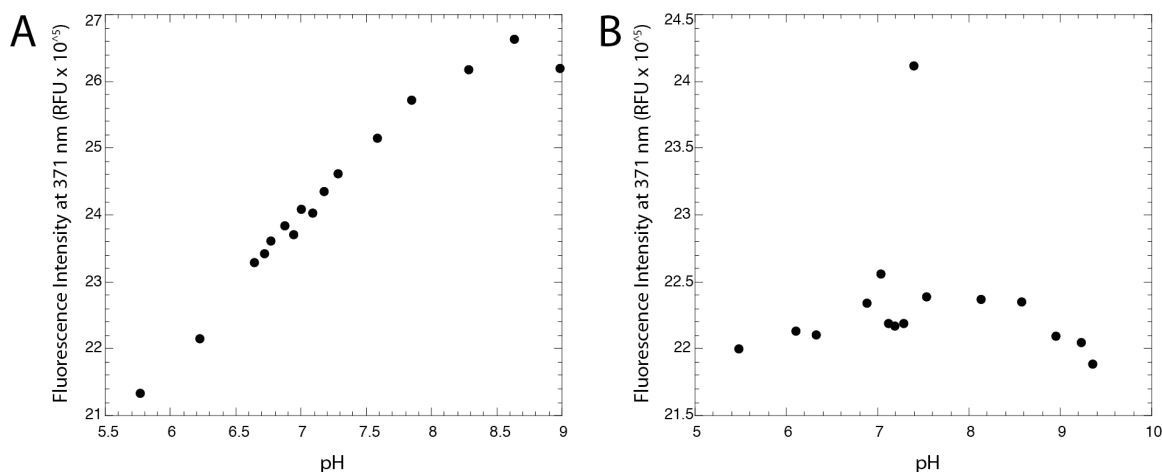 A
Fluorescence Intensity at 371 nm (RFU x 10^5)
27
26
25
24
23
22
21
5.5 6 6.5 7 7.5 8 8.5 9
pH
B
Fluorescence Intensity at 371 nm (RFU x 10^5)
24.5
24
23.5
23
22.5
22
21.5
5 6 7 8 9 10
pH